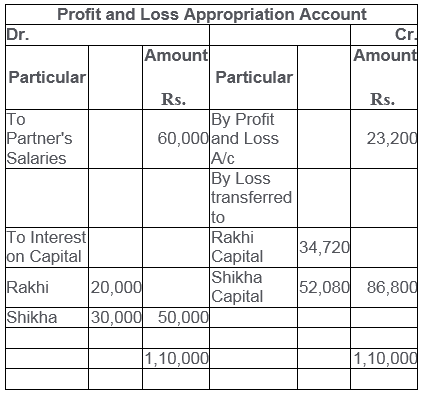 Profit and Loss Appropriation Account
Dr. Cr.
Particular Amount Rs. Particular Amount Rs.
To Partner's Salaries 60,000 By Profit and Loss A/c 23,200
By Loss transferred to
To Interest on Capital Rakhi Capital 34,720
Rakhi 20,000 Shikha Capital 52,080 86,800
Shikha 30,000 50,000
1,10,000 1,10,000